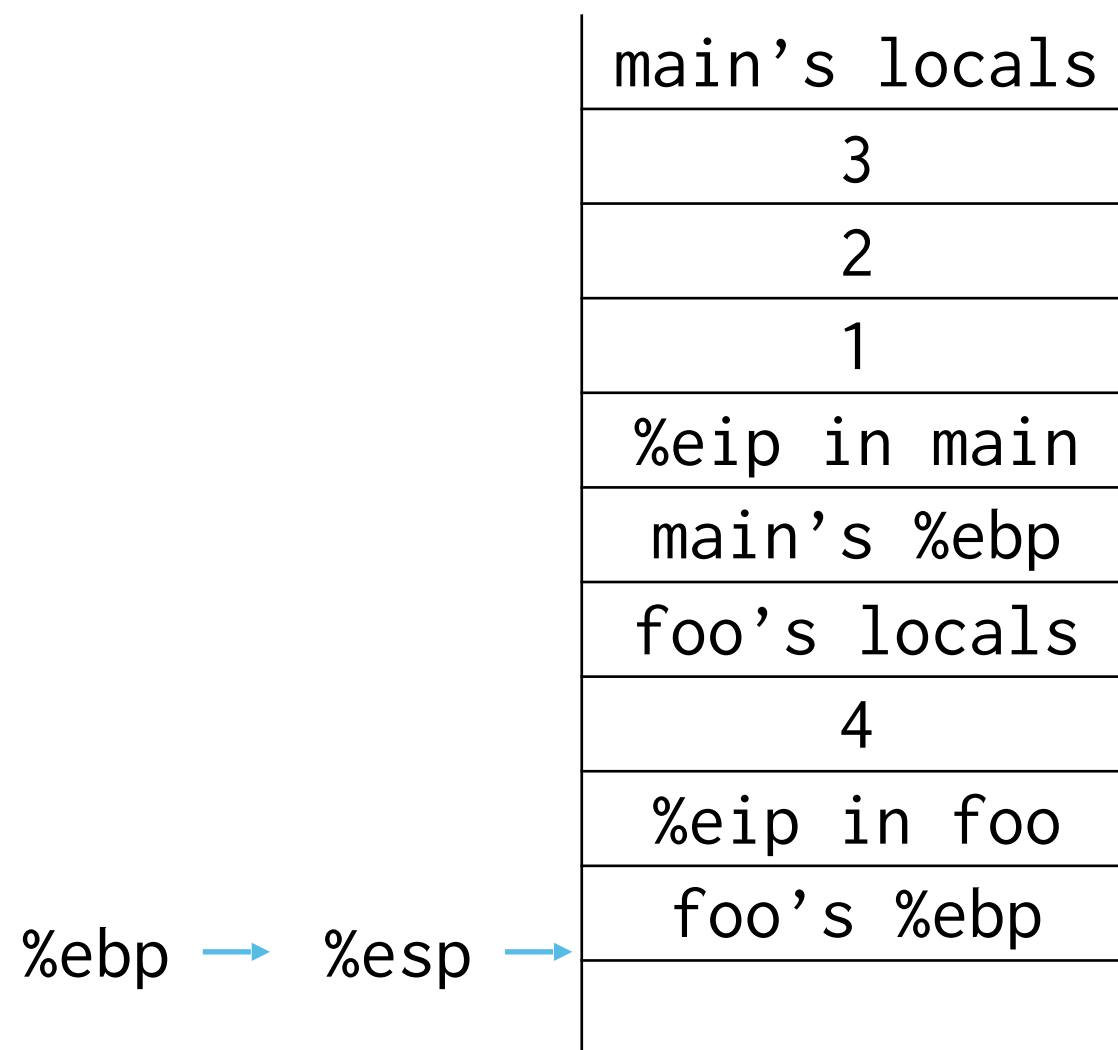 main’s locals
3
2
1
%eip in main
main’s %ebp
foo’s locals
4
%eip in foo
foo’s %ebp
%ebp %esp